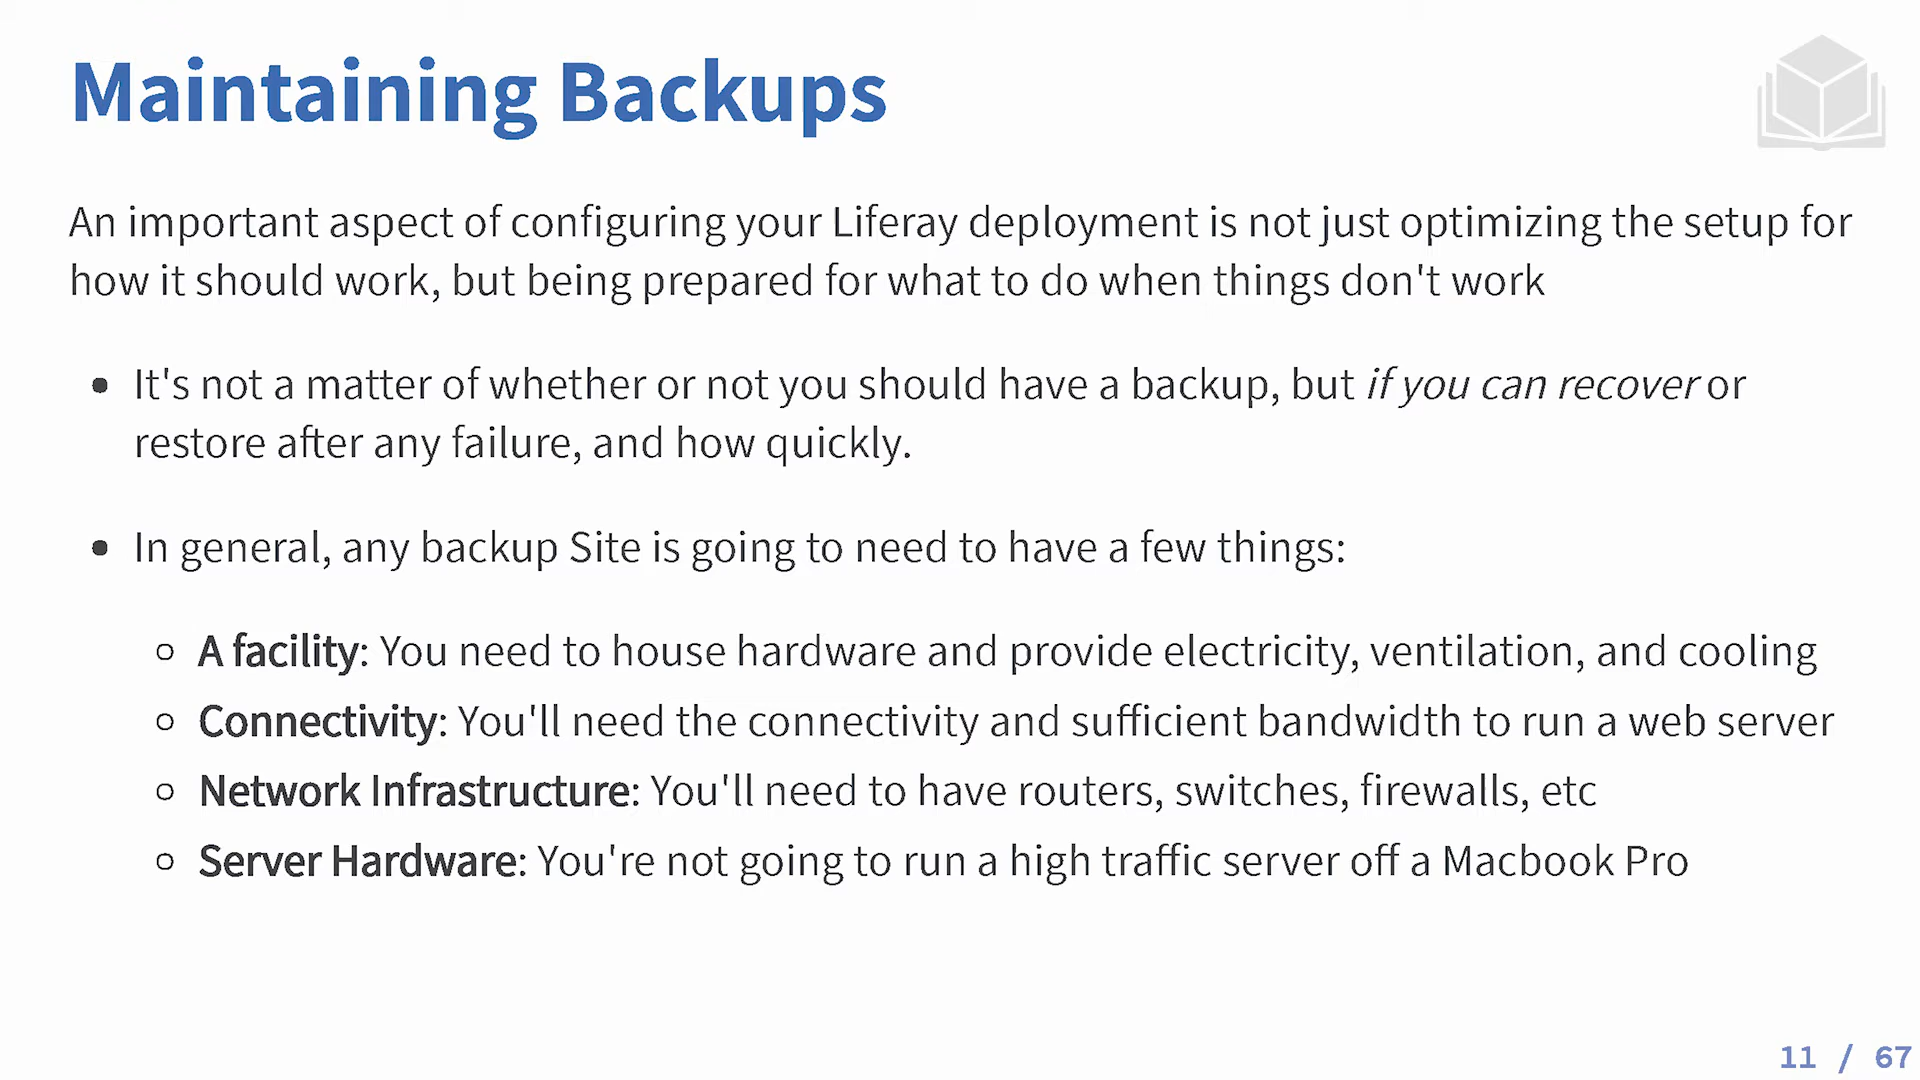 Maintaining Backups
An important aspect of configuring your Liferay deployment is not just optimizing the setup for
how it should work, but being prepared for what to do when things don't work
• It's not a matter of whether or not you should have a backup, but if you can recover or
restore after any failure, and how quickly.
• In general, any backup Site is going to need to have a few things:
○ A facility: You need to house hardware and provide electricity, ventilation, and cooling
○ Connectivity: You'll need the connectivity and sufficient bandwidth to run a web server
○ Network Infrastructure: You'll need to have routers, switches, firewalls, etc
○ Server Hardware: You're not going to run a high traffic server off a Macbook Pro
11 / 67